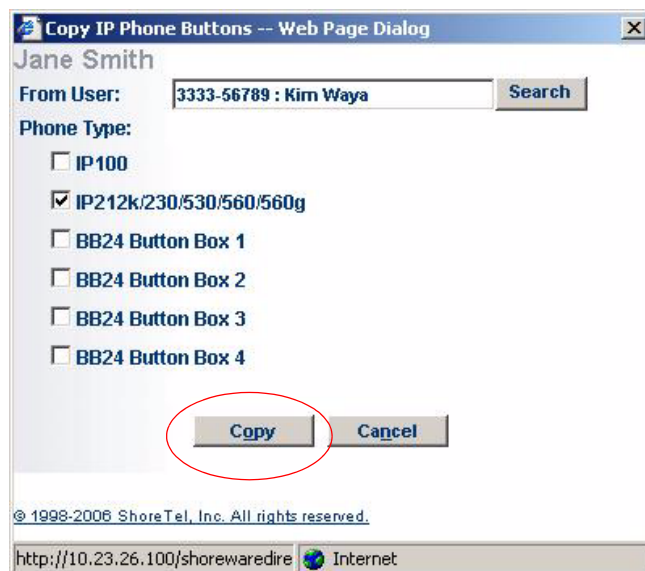 Copy IP Phone Buttons -- Web Page Dialog
Jane Smith
From User: 3333-56789 : Kim Waya Search
Phone Type:
IP100
IP212k/230/530/560/560g
BB24 Button Box 1
BB24 Button Box 2
BB24 Button Box 3
BB24 Button Box 4
Copy Cancel
© 1998-2006 ShoreTel, Inc. All rights reserved.
http://10.23.26.100/shorewaredire Internet